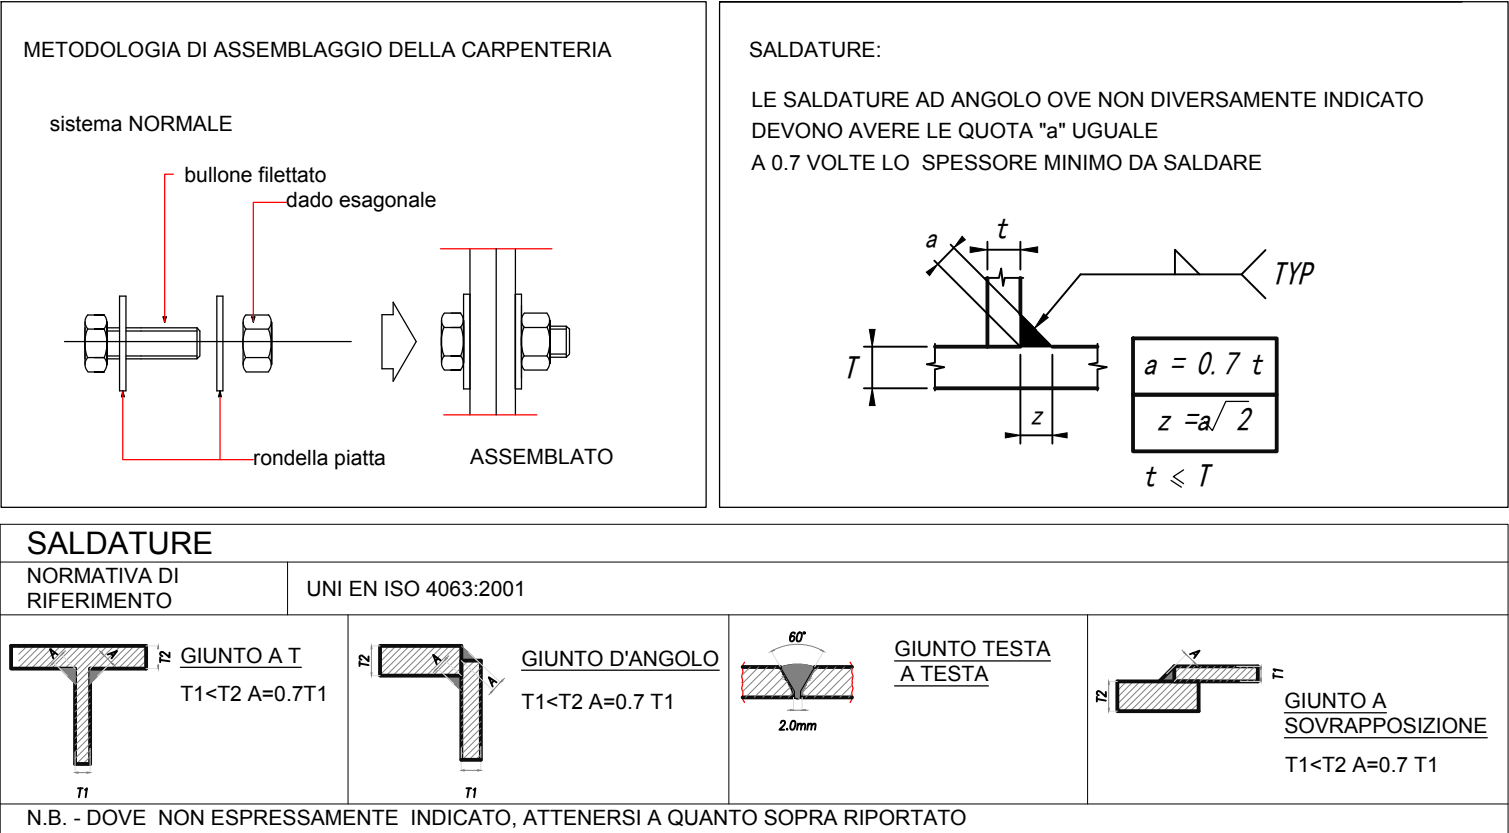 METODOLOGIA DI ASSEMBLAGGIO DELLA CARPENTERIA
sistema NORMALE
bullone filettato
dado esagonale
rondella piatta
ASSEMBLATO
SALDATURE:
LE SALDATURE AD ANGOLO OVE NON DIVERSAMENTE INDICATO
DEVONO AVERE LE QUOTA "a" UGUALE
A 0.7 VOLTE LO SPESSORE MINIMO DA SALDARE
a
t
TYP
T
z
a = 0.7 t
z =a√2
t ⩽ T
SALDATURE
NORMATIVA DI
RIFERIMENTO
UNI EN ISO 4063:2001
A
A
T2
T1
GIUNTO A T
T1<T2 A=0.7T1
T2
A
A
T1
GIUNTO D'ANGOLO
T1<T2 A=0.7 T1
60°
2.0mm
GIUNTO TESTA
A TESTA
A
T1
T2
GIUNTO A
SOVRAPPOSIZIONE
T1<T2 A=0.7 T1
N.B. - DOVE NON ESPRESSAMENTE INDICATO, ATTENERSI A QUANTO SOPRA RIPORTATO